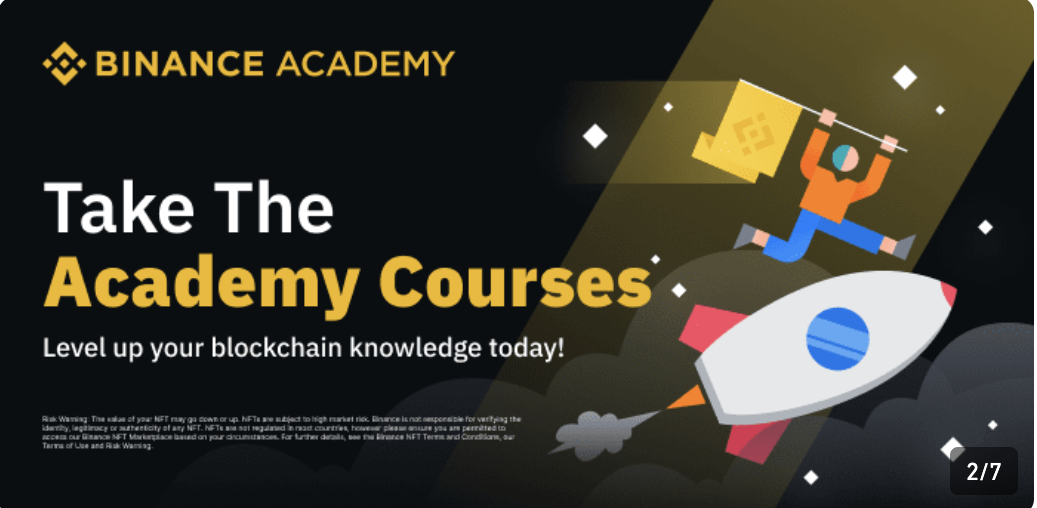 BINANCE ACADEMY
Take The
Academy Courses
Level up your blockchain knowledge today!
Risk Warning: The value of your NFT may go down or up. NFTs are subject to high market risk. Binance is not responsible for verifying the
identity, legitimacy or authenticity of any NFT. NFTs are not regulated in most countries, however please ensure you are permitted to
access our Binance NFT Marketplace based on your circumstances. For further details, see the Binance NFT Terms and Conditions, our
Terms of Use and Risk Warning.
2/7